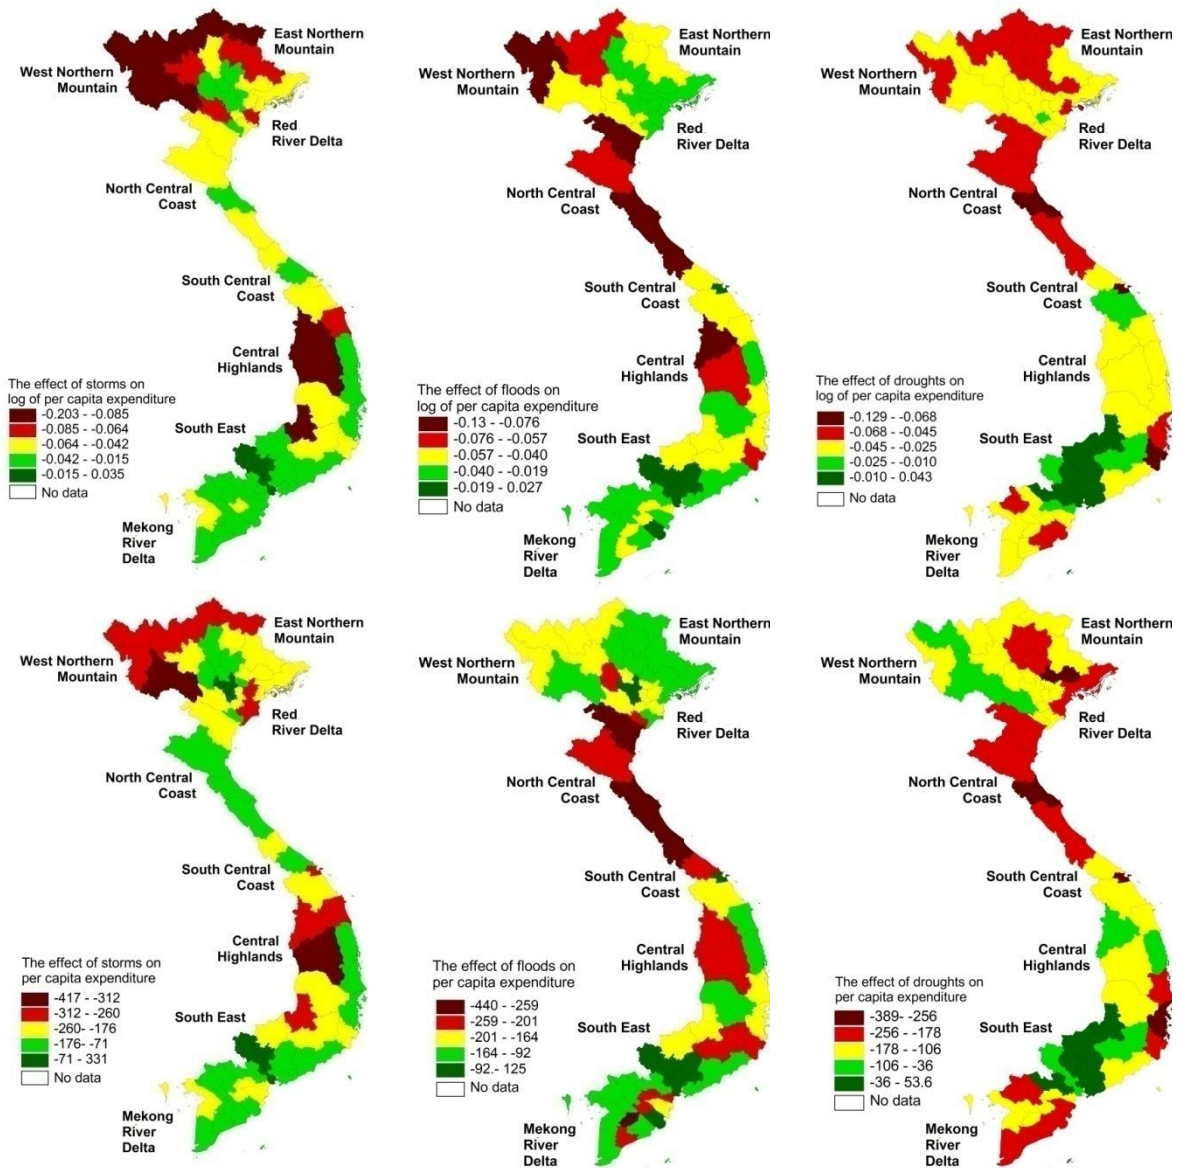 East Northern
Mountain
West Northern
Mountain
Red
River Delta
North Central
Coast
South Central
Coast
Central
Highlands
The effect of storms on
log of per capita expenditure
-0.203 - -0.085
-0.085 - -0.064
-0.064 - -0.042
-0.042 - -0.015
-0.015 - 0.035
No data
South East
Mekong
River
Delta
East Northern
Mountain
West Northern
Mountain
Red
River Delta
North Central
Coast
South Central
Coast
Central
Highlands
The effect of floods on
log of per capita expenditure
-0.13 - -0.076
-0.076 - -0.057
-0.057 - -0.040
-0.040 - -0.019
-0.019 - 0.027
No data
South East
Mekong
River
Delta
East Northern
Mountain
West Northern
Mountain
Red
River Delta
North Central
Coast
South Central
Coast
Central
Highlands
The effect of droughts on
log of per capita expenditure
-0.129 - -0.068
-0.068 - -0.045
-0.045 - -0.025
-0.025 - -0.010
-0.010 - 0.043
No data
South East
Mekong
River
Delta
East Northern
Mountain
West Northern
Mountain
Red
River Delta
North Central
Coast
South Central
Coast
Central
Highlands
The effect of storms on
per capita expenditure
-417 - -312
-312 - -260
-260- -176
-176- -71
-71 - 331
No data
South East
Mekong
River
Delta
East Northern
Mountain
West Northern
Mountain
Red
River Delta
North Central
Coast
South Central
Coast
Central
Highlands
The effect of floods on
per capita expenditure
-440 - -259
-259 - -201
-201 - -164
-164 - -92
-92.- 125
No data
South East
Mekong
River
Delta
East Northern
Mountain
West Northern
Mountain
Red
River Delta
North Central
Coast
South Central
Coast
Central
Highlands
The effect of droughts on
per capita expenditure
-389- -256
-256 - -178
-178 - -106
-106 - -36
-36 - 53.6
No data
South East
Mekong
River
Delta